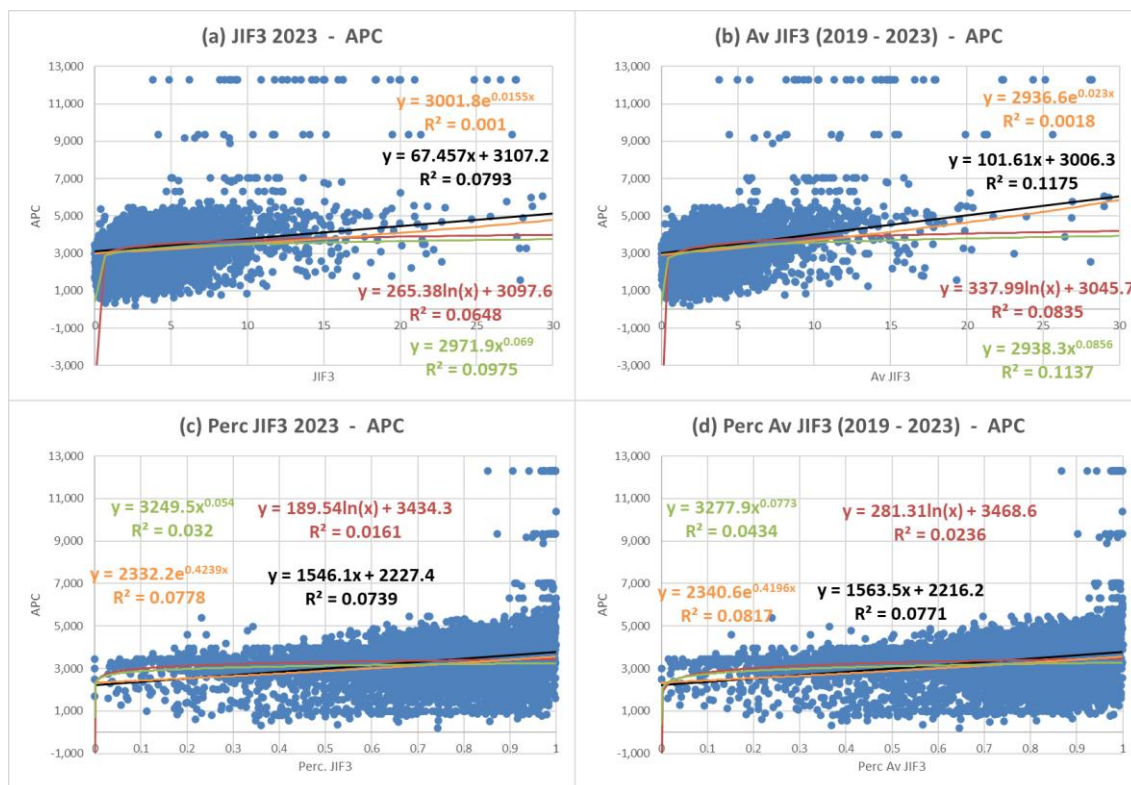 (a) JIF3 2023 - APC
13,000
11,000
9,000
7,000
5,000
3,000
1,000
-1,000
-3,000
APC
0
5
10
15
20
25
30
JIF3
y = 3001.8e^0.0155x
R² = 0.001
y = 67.457x + 3107.2
R² = 0.0793
y = 265.38ln(x) + 3097.6
R² = 0.0648
y = 2971.9x^0.069
R² = 0.0975
(b) Av JIF3 (2019 - 2023) - APC
13,000
11,000
9,000
7,000
5,000
3,000
1,000
-1,000
-3,000
APC
0
5
10
15
20
25
30
Av JIF3
y = 2936.6e^0.023x
R² = 0.0018
y = 101.61x + 3006.3
R² = 0.1175
y = 337.99ln(x) + 3045.7
R² = 0.0835
y = 2938.3x^0.0856
R² = 0.1137
(c) Perc JIF3 2023 - APC
13,000
11,000
9,000
7,000
5,000
3,000
1,000
-1,000
APC
0
0.1
0.2
0.3
0.4
0.5
0.6
0.7
0.8
0.9
1
Perc. JIF3
y = 3249.5x^0.054
R² = 0.032
y = 189.54ln(x) + 3434.3
R² = 0.0161
y = 2332.2e^0.4239x
R² = 0.0778
y = 1546.1x + 2227.4
R² = 0.0739
(d) Perc Av JIF3 (2019 - 2023) - APC
13,000
11,000
9,000
7,000
5,000
3,000
1,000
-1,000
APC
0
0.1
0.2
0.3
0.4
0.5
0.6
0.7
0.8
0.9
1
Perc Av JIF3
y = 3277.9x^0.0773
R² = 0.0434
y = 281.31ln(x) + 3468.6
R² = 0.0236
y = 2340.6e^0.4196x
R² = 0.0817
y = 1563.5x + 2216.2
R² = 0.0771